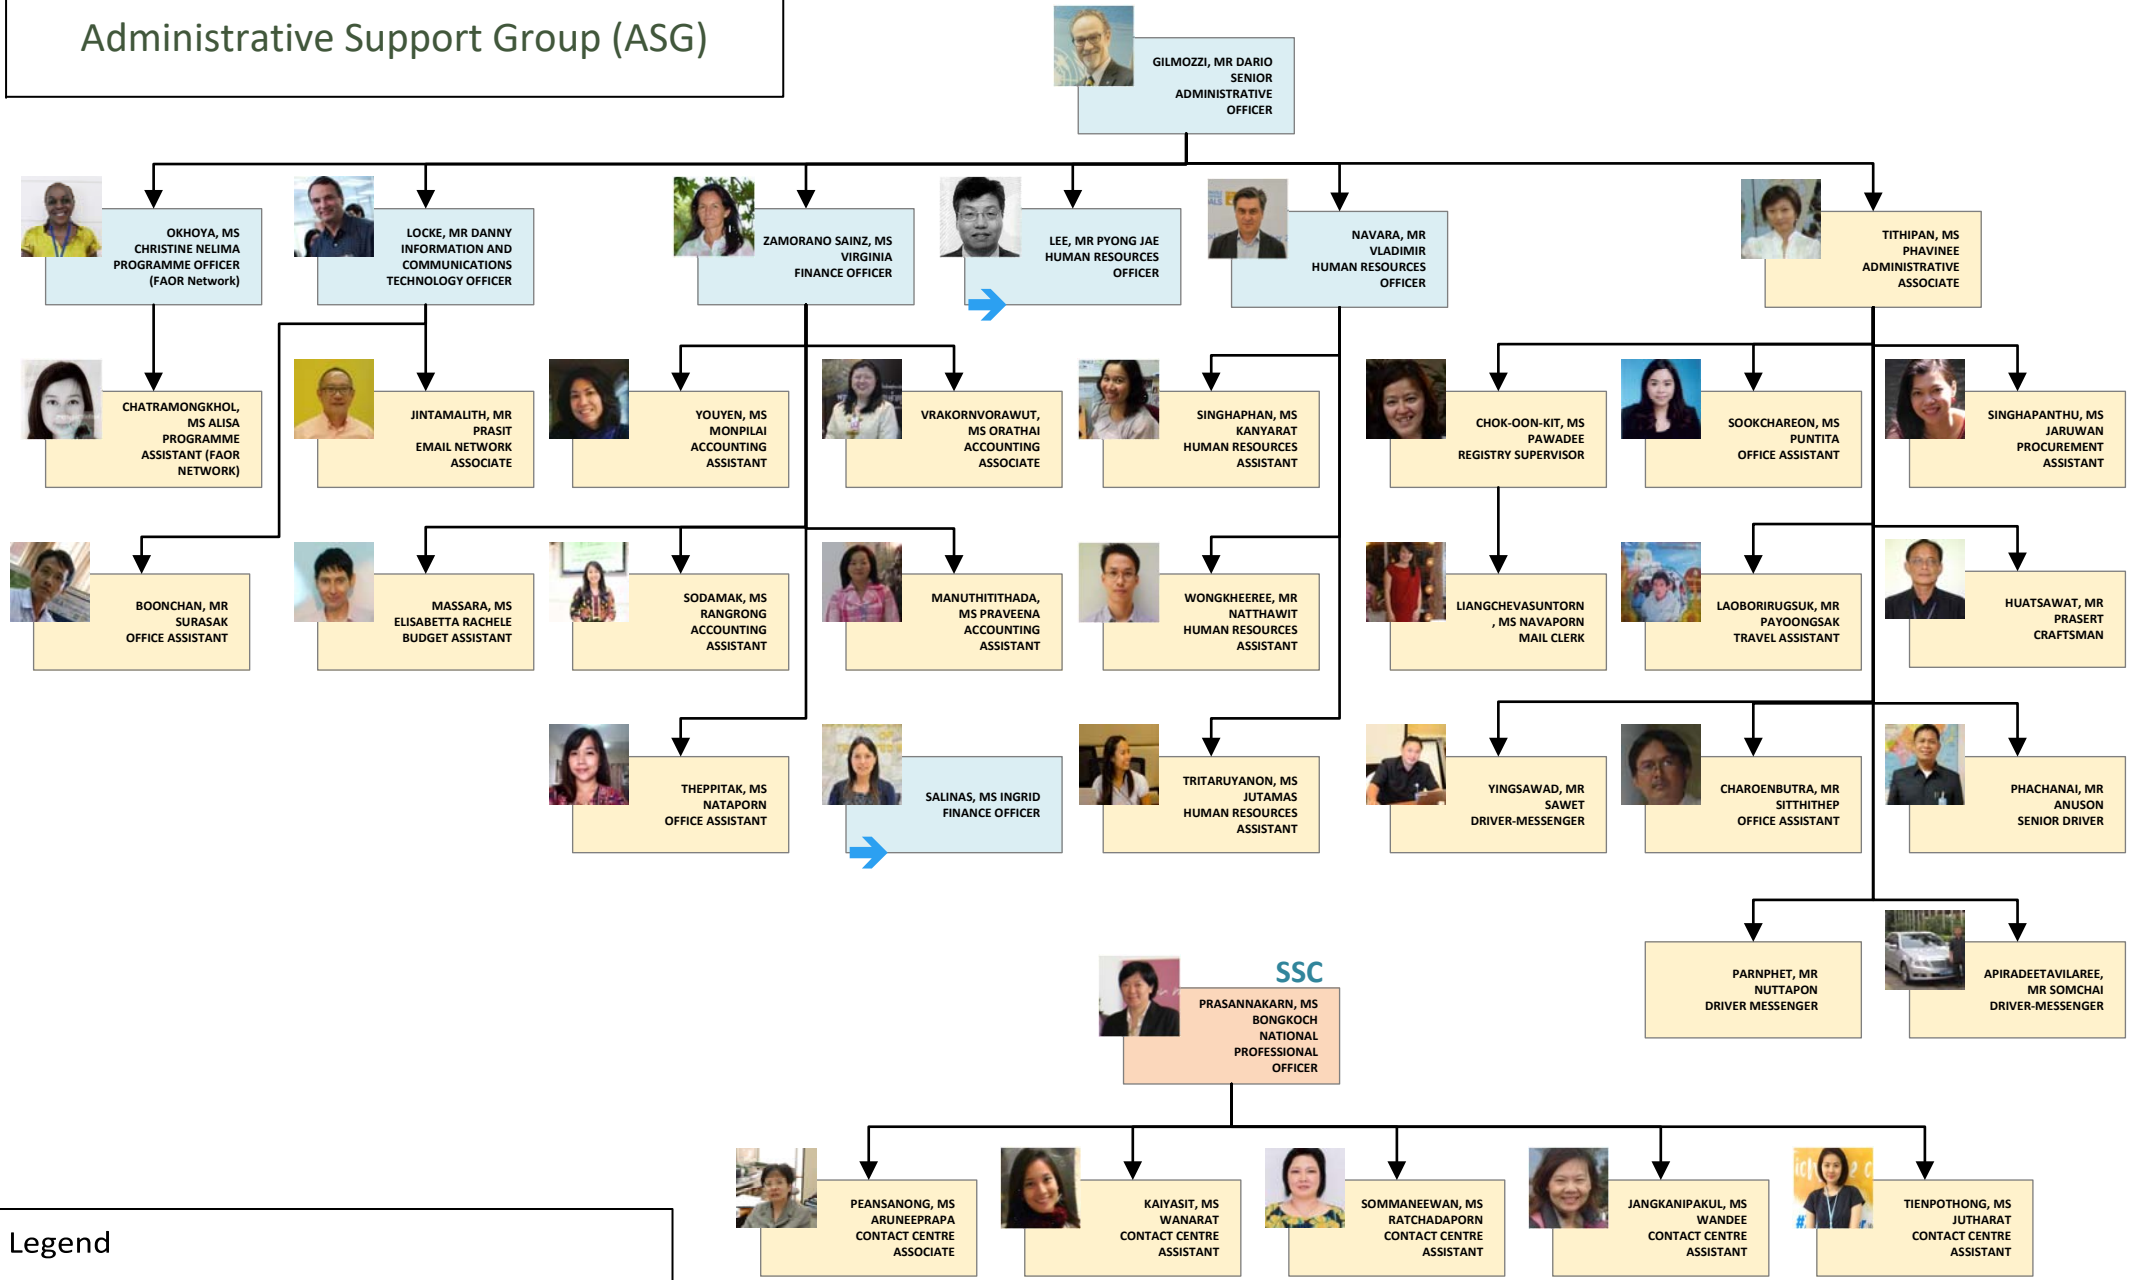 Administrative Support Group (ASG)
GILMOZZI, MR DARIO
SENIOR
ADMINISTRATIVE
OFFICER
OKHOYA, MS
CHRISTINE NELIMA
PROGRAMME OFFICER
(FAOR Network)
LOCKE, MR DANNY
INFORMATION AND
COMMUNICATIONS
TECHNOLOGY OFFICER
ZAMORANO SAINZ, MS
VIRGINIA
FINANCE OFFICER
LEE, MR PYONG JAE
HUMAN RESOURCES
OFFICER
NAVARA, MR
VLADIMIR
HUMAN RESOURCES
OFFICER
TITHIPAN, MS
PHAVINEE
ADMINISTRATIVE
ASSOCIATE
CHATRAMONGKHOL,
MS ALISA
PROGRAMME
ASSISTANT (FAOR
NETWORK)
JINTAMALITH, MR
PRASIT
EMAIL NETWORK
ASSOCIATE
YOUYEN, MS
MONPILAI
ACCOUNTING
ASSISTANT
VRAKORNVORAWUT,
MS ORATHAI
ACCOUNTING
ASSOCIATE
SINGHAPHAN, MS
KANYARAT
HUMAN RESOURCES
ASSISTANT
CHOK-OON-KIT, MS
PAWADEE
REGISTRY SUPERVISOR
SOOKCHAREON, MS
PUNTITA
OFFICE ASSISTANT
SINGHAPANTHU, MS
JARUWAN
PROCUREMENT
ASSISTANT
BOONCHAN, MR
SURASAK
OFFICE ASSISTANT
MASSARA, MS
ELISABETTA RACHELE
BUDGET ASSISTANT
SODAMAK, MS
RANGRONG
ACCOUNTING
ASSISTANT
MANUTHITITHADA,
MS PRAVEENA
ACCOUNTING
ASSISTANT
WONGKHEEREE, MR
NATTHAWIT
HUMAN RESOURCES
ASSISTANT
LIANGCHEVASUNTORN
, MS NAVAPORN
MAIL CLERK
LAOBORIRUGSUK, MR
PAYOONGSAK
TRAVEL ASSISTANT
HUATSAWAT, MR
PRASERT
CRAFTSMAN
THEPPITAK, MS
NATAPORN
OFFICE ASSISTANT
SALINAS, MS INGRID
FINANCE OFFICER
TRITARUYANON, MS
JUTAMAS
HUMAN RESOURCES
ASSISTANT
YINGSAWAD, MR
SAWET
DRIVER-MESSENGER
CHAROENBUTRA, MR
SITTHITHEP
OFFICE ASSISTANT
PHACHANAI, MR
ANUSON
SENIOR DRIVER
PARNPHET, MR
NUTTAPON
DRIVER MESSENGER
APIRADEETAVILAREE,
MR SOMCHAI
DRIVER-MESSENGER
SSC
PRASANNAKARN, MS
BONGKOCH
NATIONAL
PROFESSIONAL
OFFICER
PEANSANONG, MS
ARUNEEPRAPA
CONTACT CENTRE
ASSOCIATE
KAIYASIT, MS
WANARAT
CONTACT CENTRE
ASSISTANT
SOMMANEEWAN, MS
RATCHADAPORN
CONTACT CENTRE
ASSISTANT
JANGKANIPAKUL, MS
WANDEE
CONTACT CENTRE
ASSISTANT
TIENPOTHONG, MS
JUTHARAT
CONTACT CENTRE
ASSISTANT
Legend